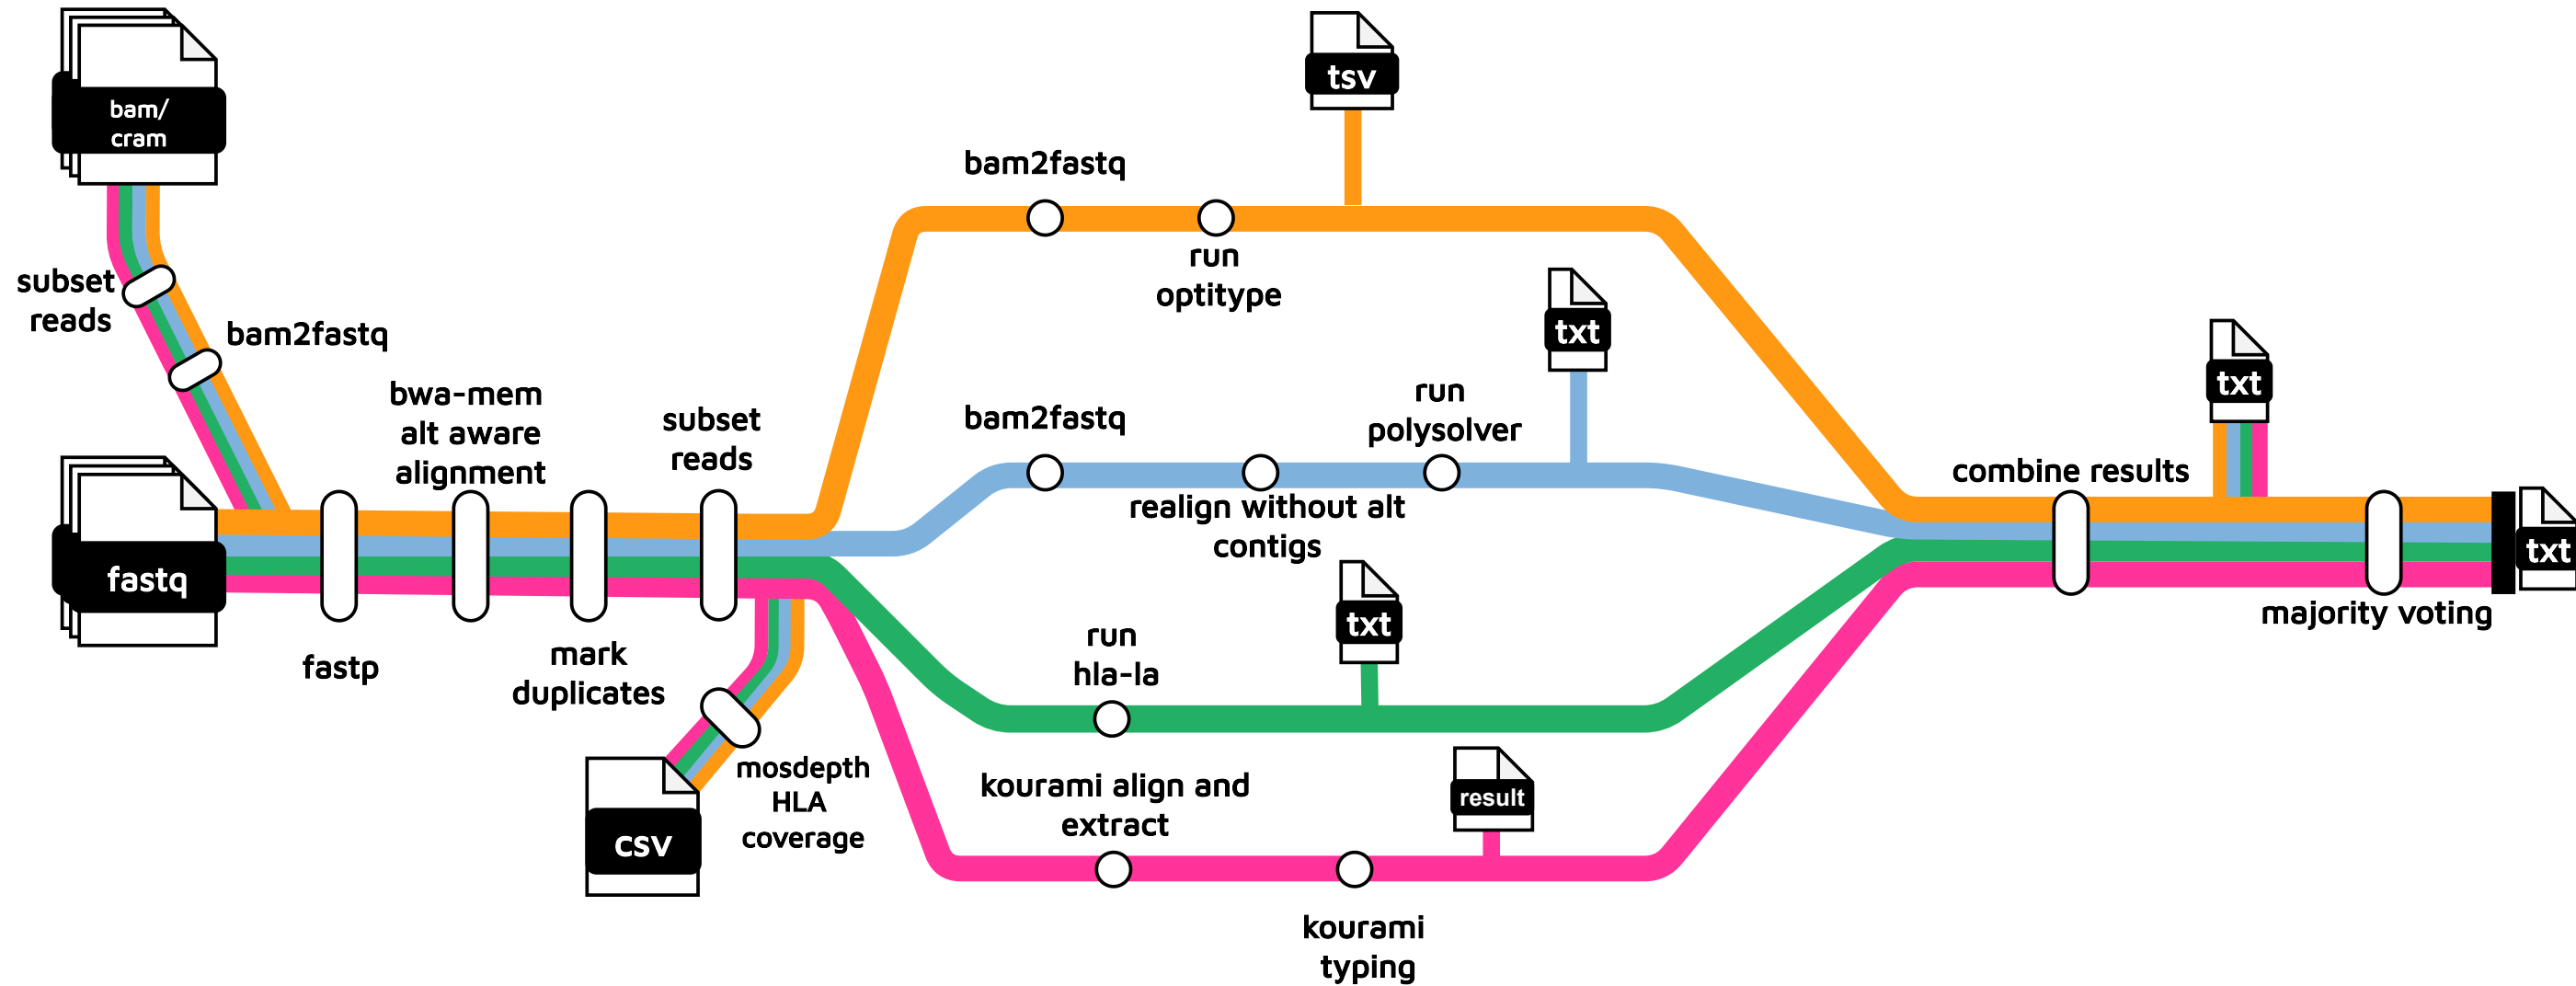 bam/
cram
subset
reads
bam2fastq
fastq
fastp
bwa-mem
alt aware
alignment
mark
duplicates
subset
reads
mosdepth
HLA
coverage
csv
bam2fastq
run
optitype
tsv
bam2fastq
realign without alt
contigs
run
polysolver
txt
run
hla-la
txt
kourami align and
extract
kourami
typing
result
combine results
txt
majority voting
txt